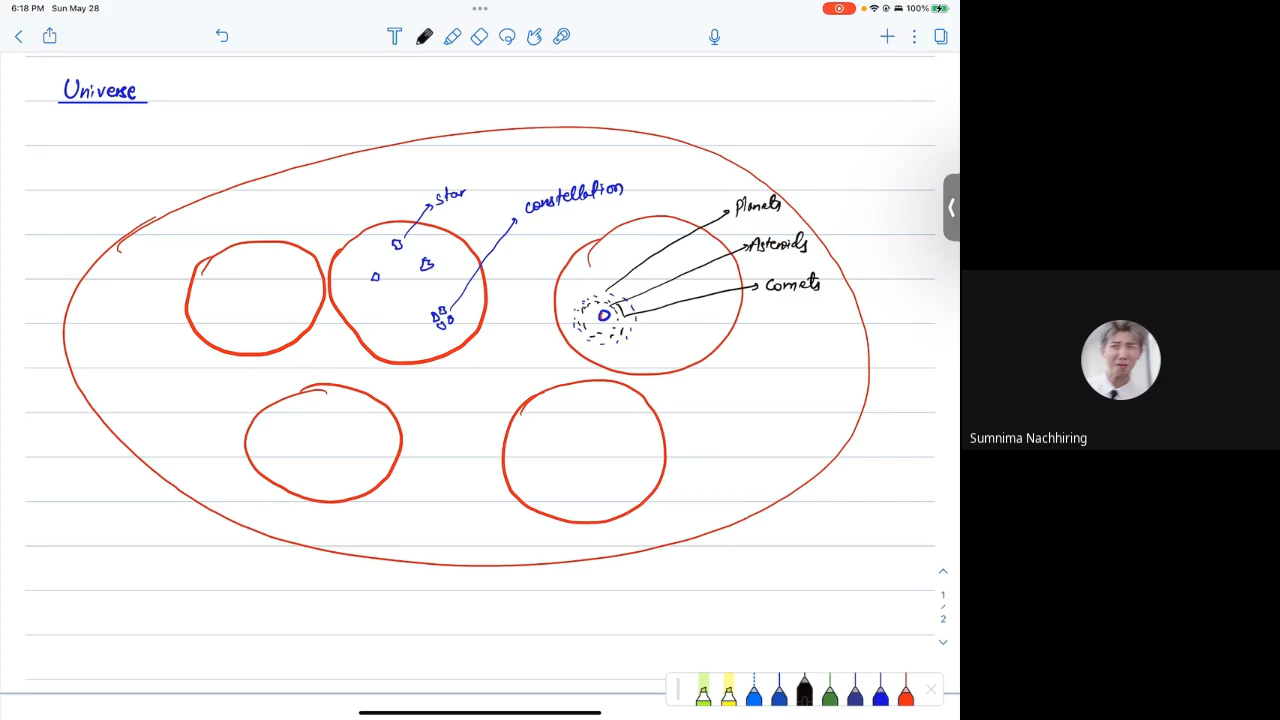 6:18 PM Sun May 28
100%
Universe
star
constellation
Planets
Asteroids
Comets
1
/
2
Sumnima Nachhiring